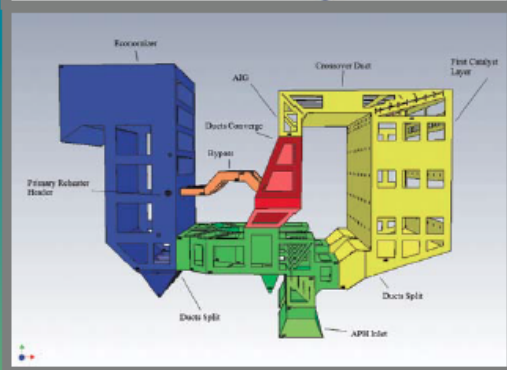 Economizer
Crossover Duct
First Catalyst
Layer
AIG
Ducts Converge
Bypass
Primary Reheater
Header
Ducts Split
Ducts Split
APH Inlet